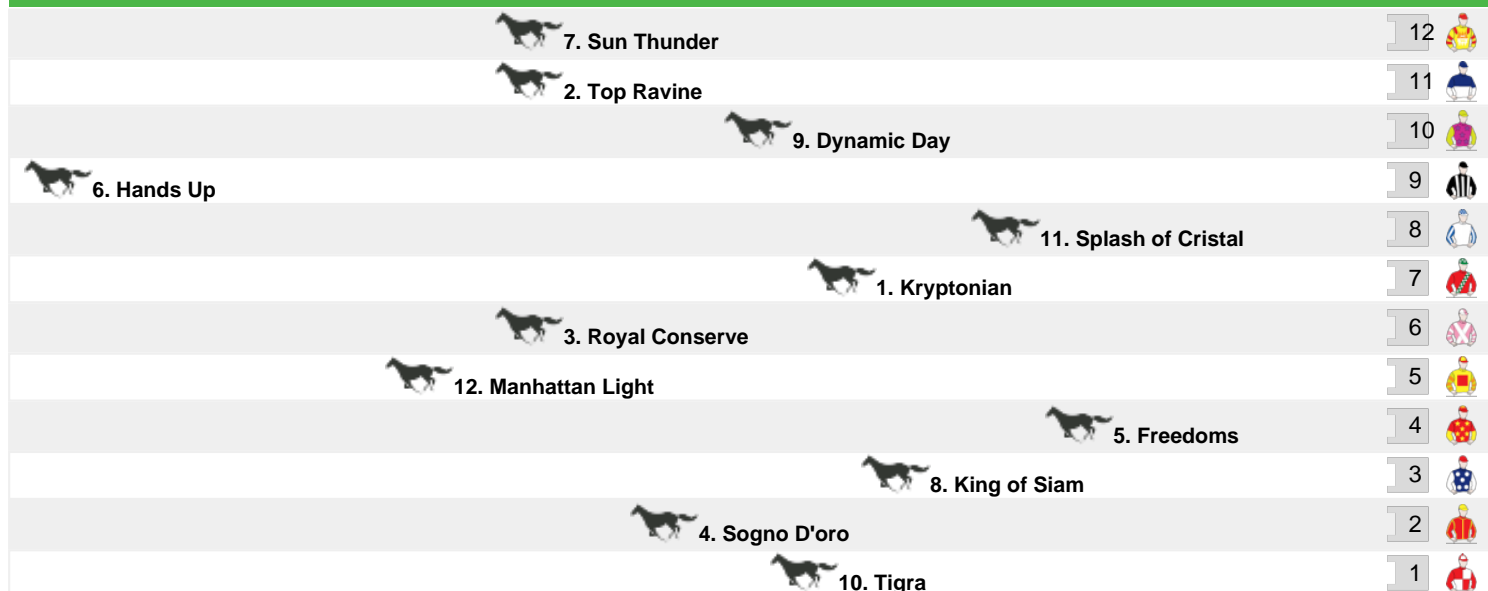 7. Sun Thunder 12
2. Top Ravine 11
9. Dynamic Day 10
6. Hands Up 9
11. Splash of Cristal 8
1. Kryptonian 7
3. Royal Conserve 6
12. Manhattan Light 5
5. Freedoms 4
8. King of Siam 3
4. Sogno D'oro 2
10. Tigra 1